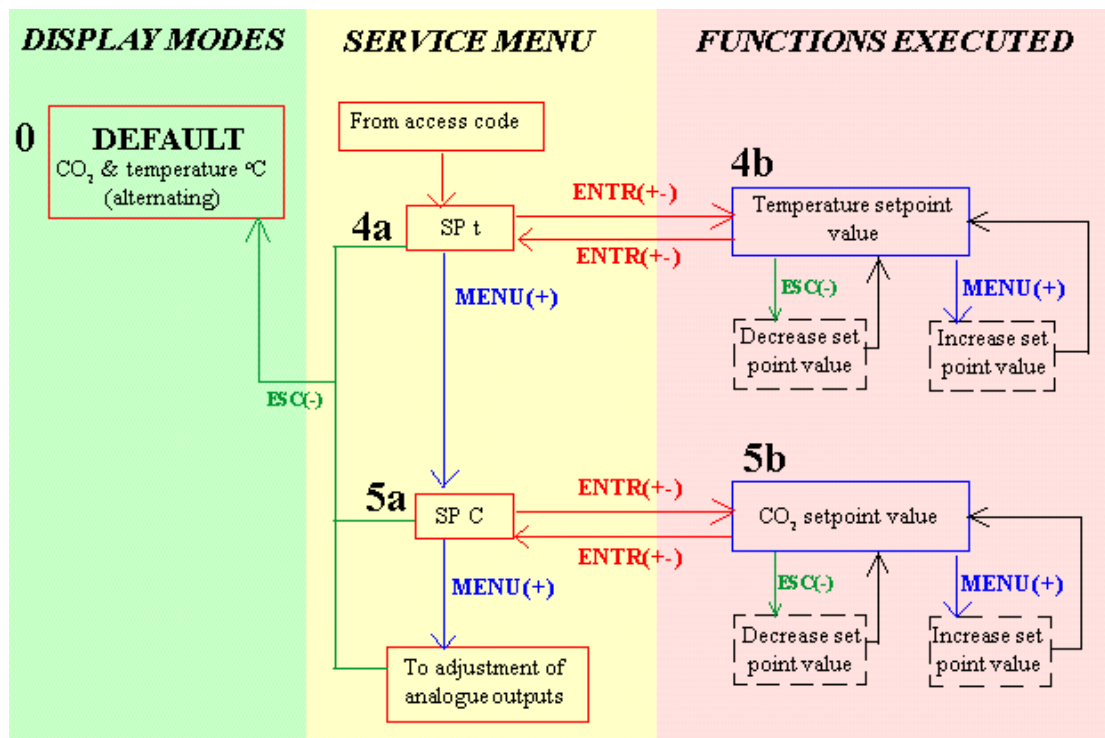 DISPLAY MODES
SERVICE MENU
FUNCTIONS EXECUTED
0
DEFAULT
CO₂ & temperature ºC
(alternating)
From access code
4a
SP t
ENTR(+-)
ENTR(+-)
4b
Temperature setpoint
value
ESC(-)
MENU(+)
Decrease set
point value
Increase set
point value
MENU(+)
ESC(-)
5a
SP C
ENTR(+-)
ENTR(+-)
5b
CO₂ setpoint value
ESC(-)
MENU(+)
Decrease set
point value
Increase set
point value
MENU(+)
To adjustment of
analogue outputs